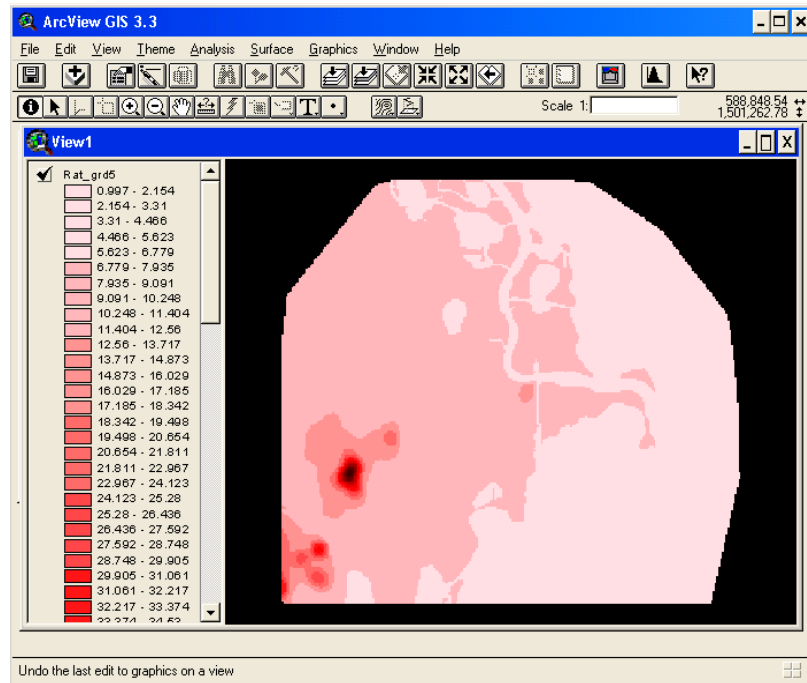 ArcView GIS 3.3
File Edit View Theme Analysis Surface Graphics Window Help
Scale 1: 588,848.54
1,501,262.78
View1
Rat_grd5
0.997 - 2.154
2.154 - 3.31
3.31 - 4.466
4.466 - 5.623
5.623 - 6.779
6.779 - 7.935
7.935 - 9.091
9.091 - 10.248
10.248 - 11.404
11.404 - 12.56
12.56 - 13.717
13.717 - 14.873
14.873 - 16.029
16.029 - 17.185
17.185 - 18.342
18.342 - 19.498
19.498 - 20.654
20.654 - 21.811
21.811 - 22.967
22.967 - 24.123
24.123 - 25.28
25.28 - 26.436
26.436 - 27.592
27.592 - 28.748
28.748 - 29.905
29.905 - 31.061
31.061 - 32.217
32.217 - 33.374
33.374 - 34.53
Undo the last edit to graphics on a view